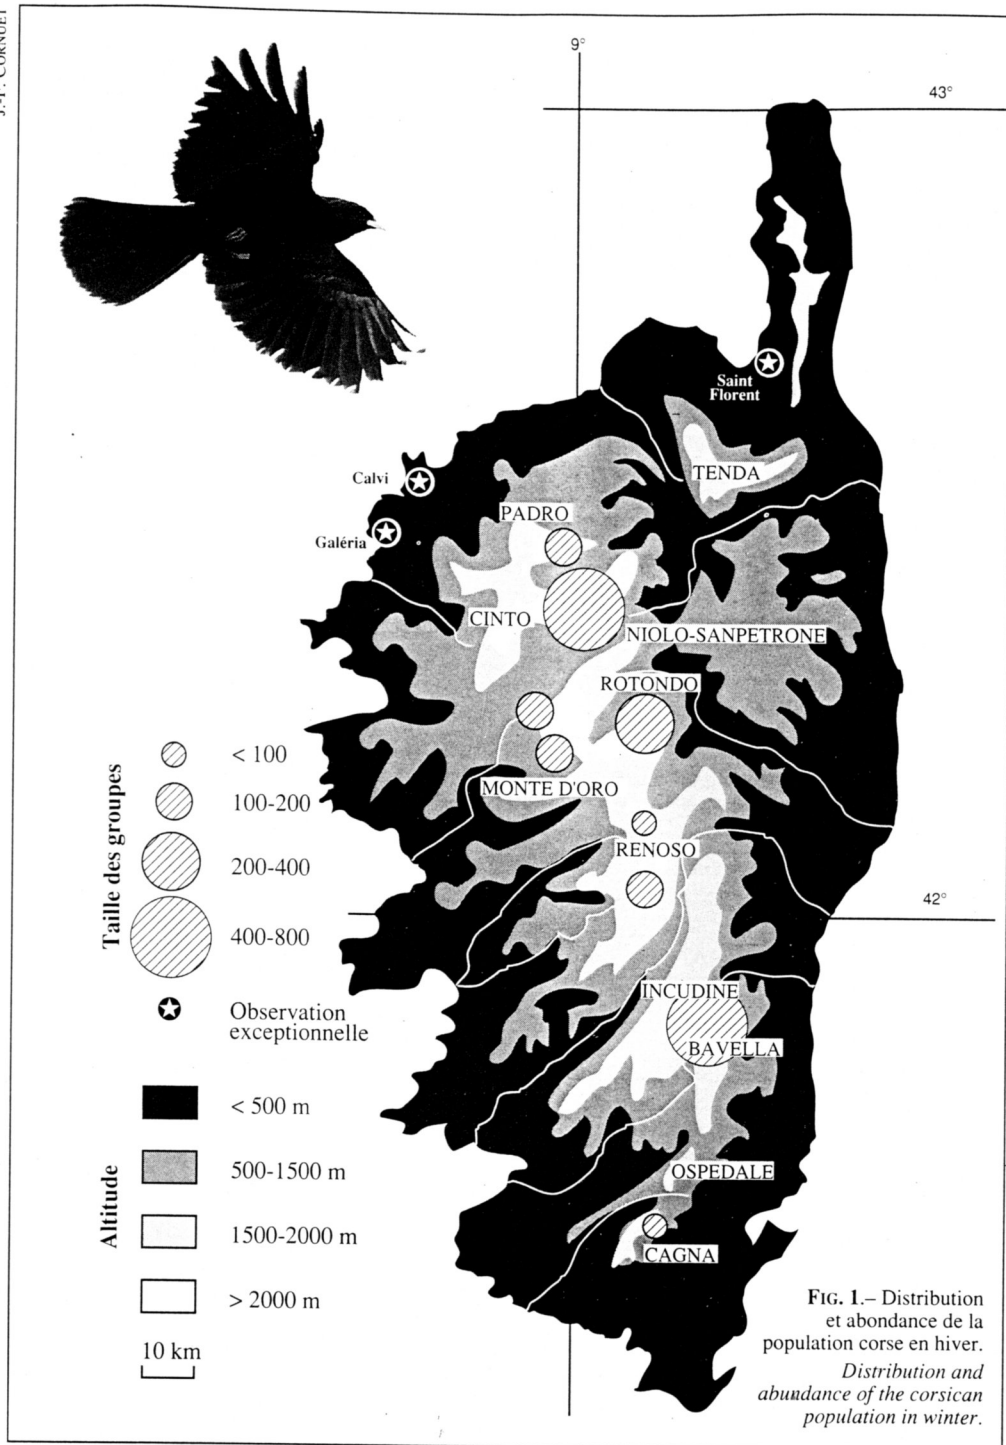 J.-P. CORNUET
9°
43°
Saint
Florent
Calvi
TENDA
PADRO
Galéria
CINTO
NIOLO-SANPETRONE
ROTONDO
MONTE D'ORO
RENOSO
42°
INCUDINE
BAVELLA
OSPEDALE
CAGNA
Taille des groupes
< 100
100-200
200-400
400-800
Observation
exceptionnelle
Altitude
< 500 m
500-1500 m
1500-2000 m
> 2000 m
10 km
FIG. 1.– Distribution
et abondance de la
population corse en hiver.
Distribution and
abundance of the corsican
population in winter.